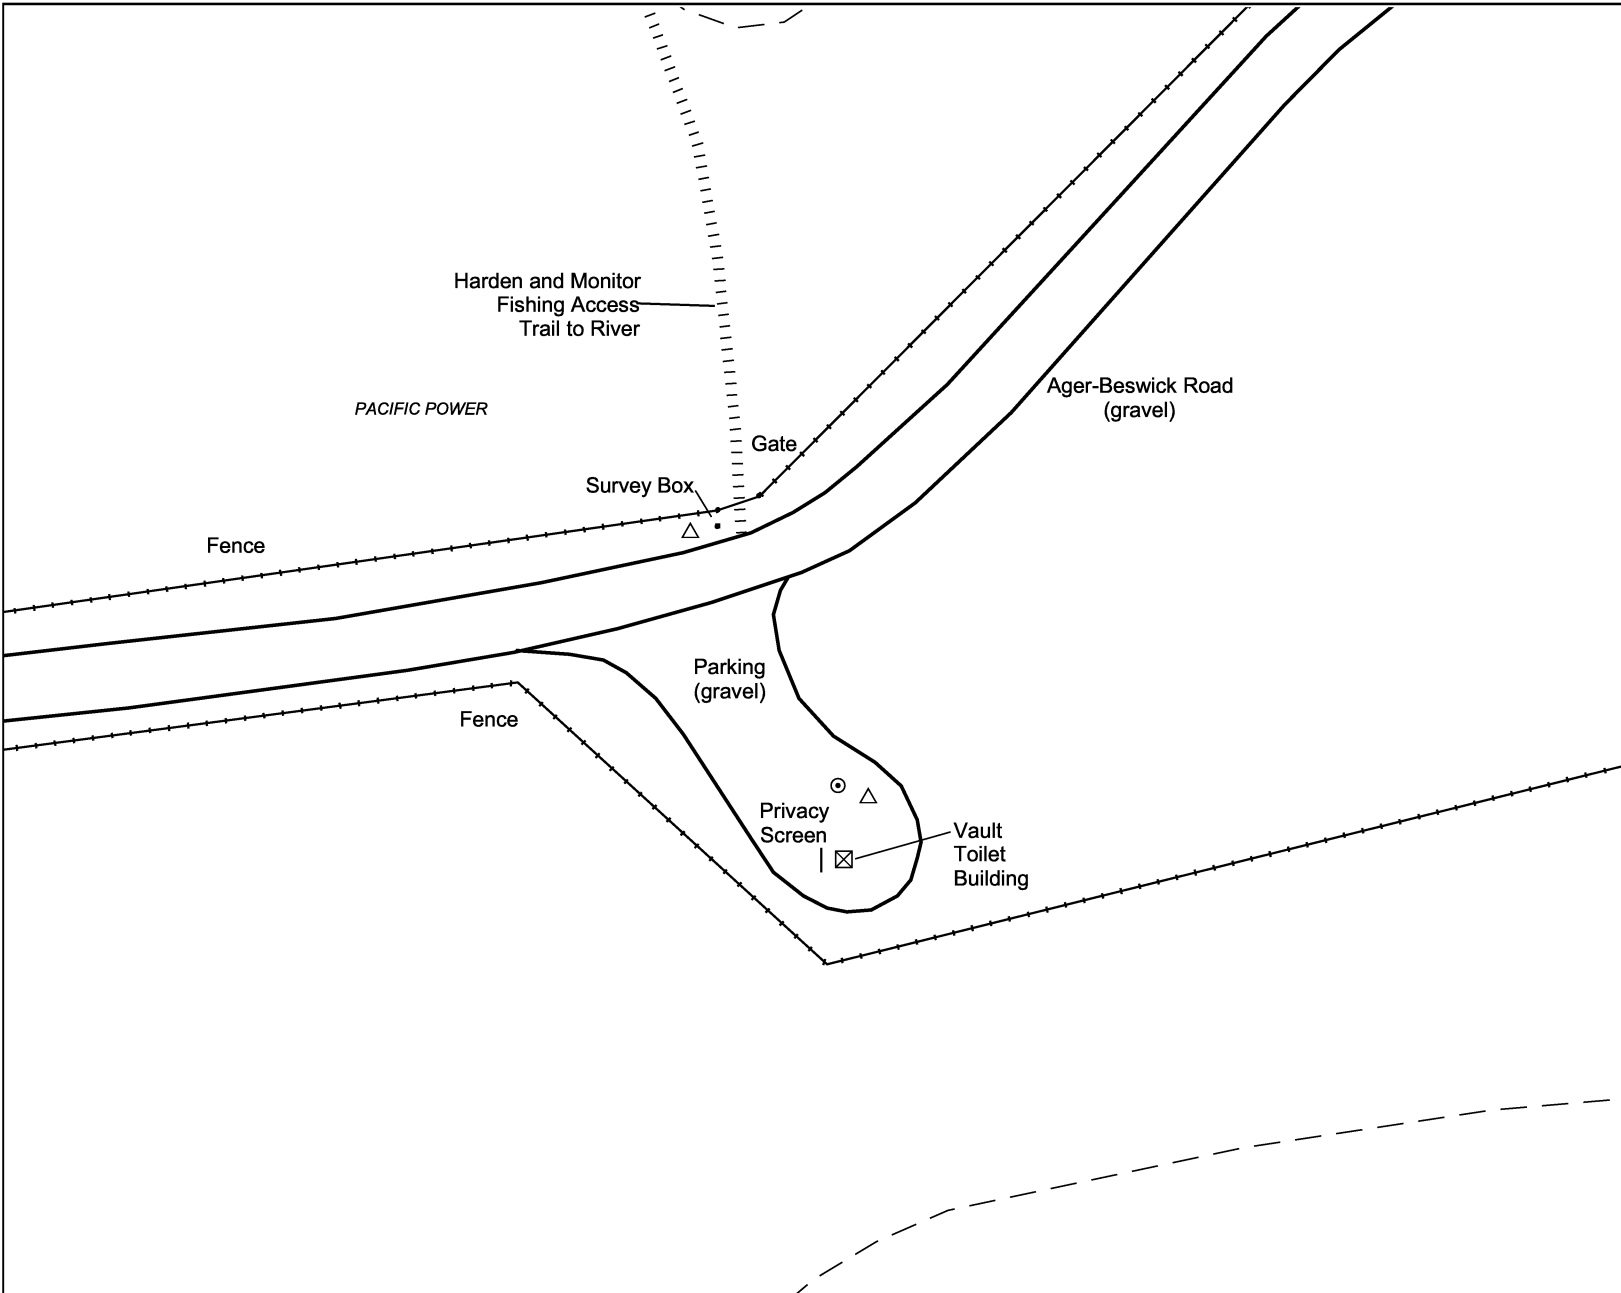 Harden and Monitor
Fishing Access
Trail to River
Ager-Beswick Road
(gravel)
PACIFIC POWER
Gate
Survey Box
Fence
Parking
(gravel)
Fence
Privacy
Screen
Vault
Toilet
Building